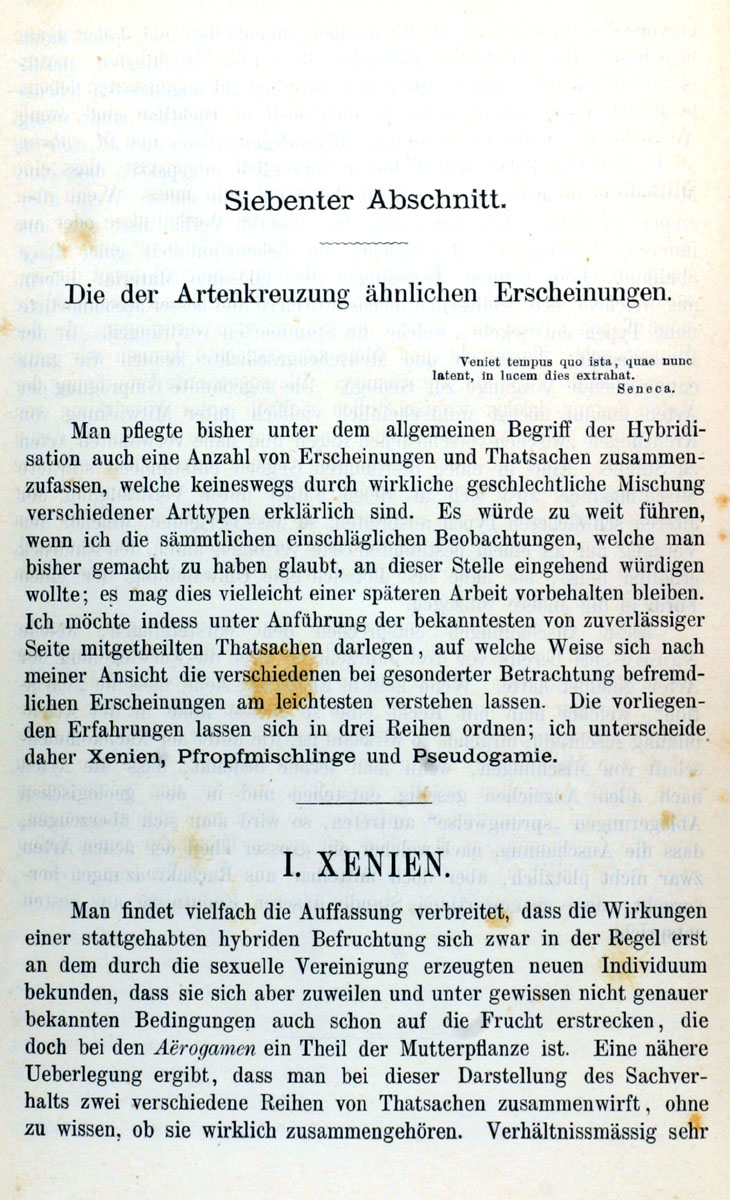 Siebenter Abschnitt.
Die der Artenkreuzung ähnlichen Erscheinungen.
Veniet tempus quo ista, quae nunc
latent, in lucem dies extrahat.
Seneca.
Man pflegte bisher unter dem allgemeinen Begriff der Hybridi-
sation auch eine Anzahl von Erscheinungen und Thatsachen zusammen-
zufassen, welche keineswegs durch wirkliche geschlechtliche Mischung
verschiedener Arttypen erklärlich sind. Es würde zu weit führen,
wenn ich die sämmtlichen einschläglichen Beobachtungen, welche man
bisher gemacht zu haben glaubt, an dieser Stelle eingehend würdigen
wollte; es mag dies vielleicht einer späteren Arbeit vorbehalten bleiben.
Ich möchte indess unter Anführung der bekanntesten von zuverlässiger
Seite mitgetheilten Thatsachen darlegen, auf welche Weise sich nach
meiner Ansicht die verschiedenen bei gesonderter Betrachtung befremd-
lichen Erscheinungen am leichtesten verstehen lassen. Die vorliegen-
den Erfahrungen lassen sich in drei Reihen ordnen; ich unterscheide
daher Xenien, Pfropfmischlinge und Pseudogamie.
I. XENIEN.
Man findet vielfach die Auffassung verbreitet, dass die Wirkungen
einer stattgehabten hybriden Befruchtung sich zwar in der Regel erst
an dem durch die sexuelle Vereinigung erzeugten neuen Individuum
bekunden, dass sie sich aber zuweilen und unter gewissen nicht genauer
bekannten Bedingungen auch schon auf die Frucht erstrecken, die
doch bei den Aërogamen ein Theil der Mutterpflanze ist. Eine nähere
Ueberlegung ergibt, dass man bei dieser Darstellung des Sachver-
halts zwei verschiedene Reihen von Thatsachen zusammenwirft, ohne
zu wissen, ob sie wirklich zusammengehören. Verhältnissmässig sehr